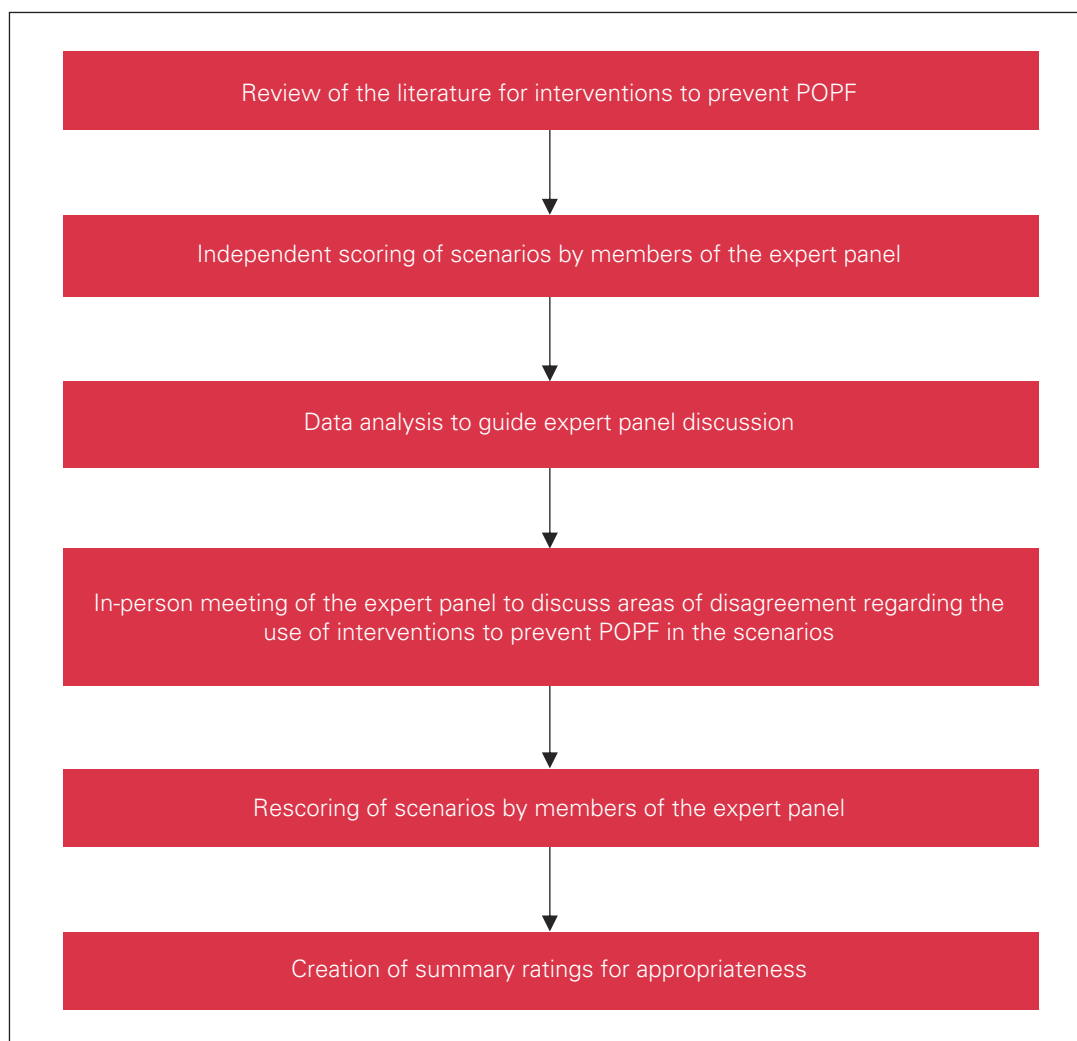 Review of the literature for interventions to prevent POPF
Independent scoring of scenarios by members of the expert panel
Data analysis to guide expert panel discussion
In-person meeting of the expert panel to discuss areas of disagreement regarding the
use of interventions to prevent POPF in the scenarios
Rescoring of scenarios by members of the expert panel
Creation of summary ratings for appropriateness